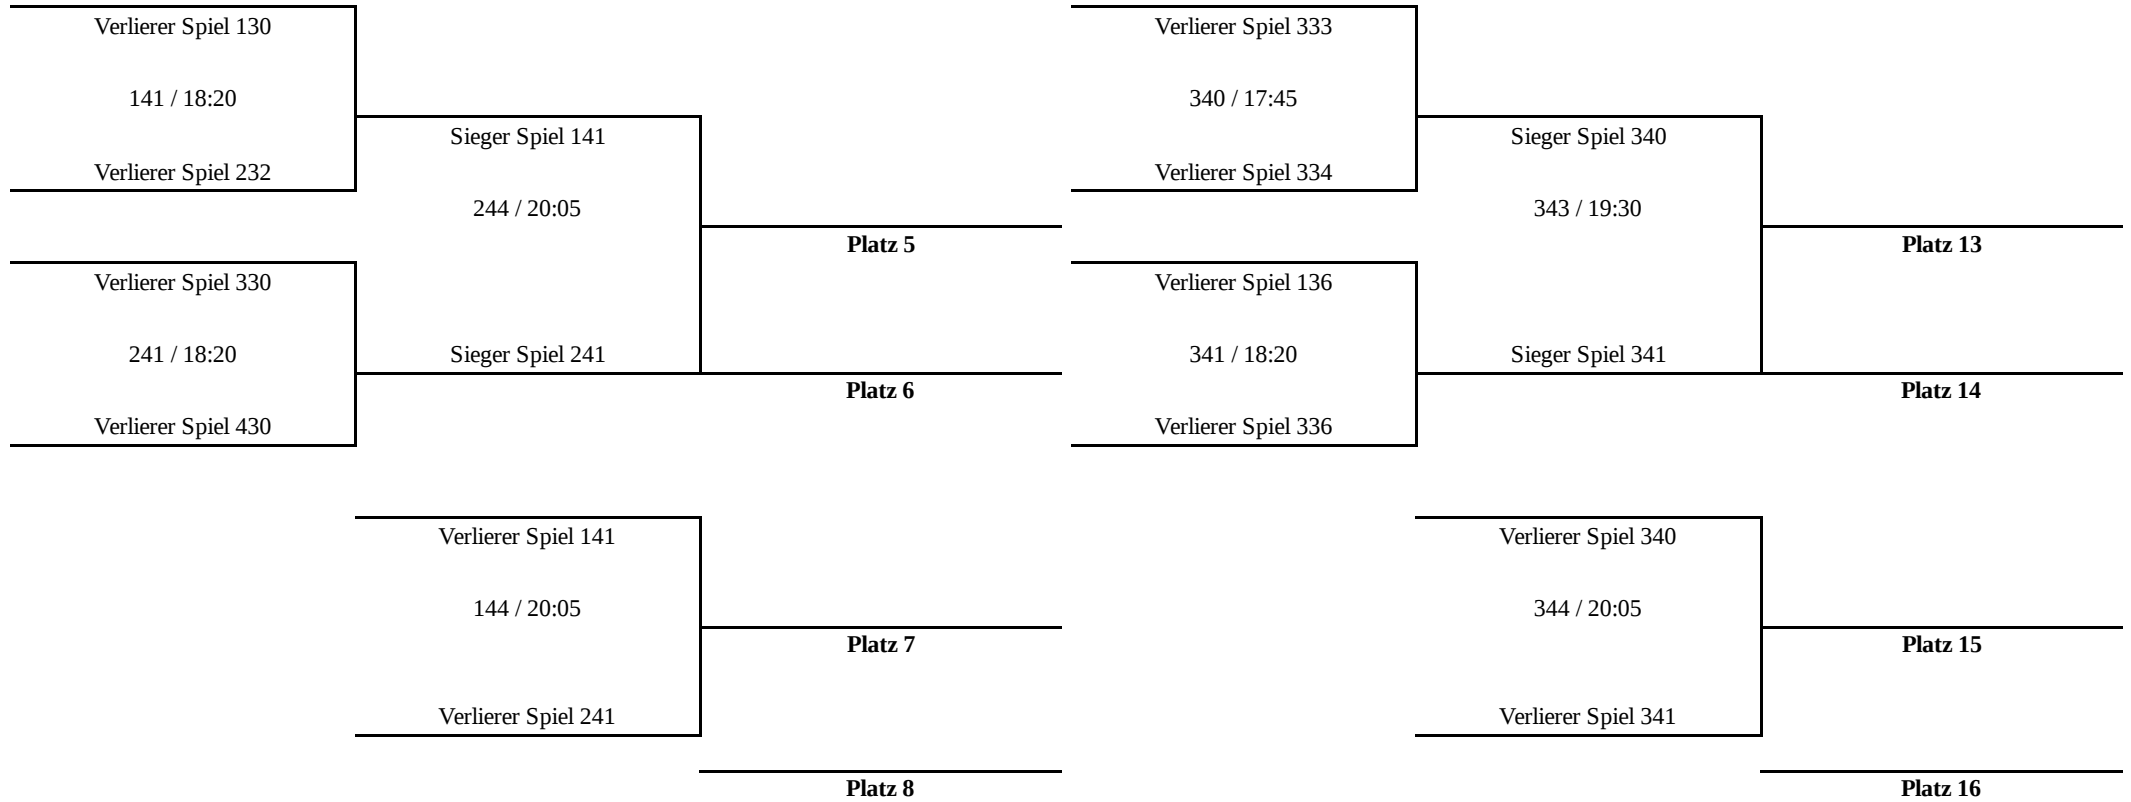 Verlierer Spiel 130
141 / 18:20
Verlierer Spiel 232
Sieger Spiel 141
244 / 20:05
Sieger Spiel 241
Platz 5
Platz 6
Verlierer Spiel 330
241 / 18:20
Verlierer Spiel 430
Verlierer Spiel 141
144 / 20:05
Verlierer Spiel 241
Platz 7
Platz 8
Verlierer Spiel 333
340 / 17:45
Verlierer Spiel 334
Sieger Spiel 340
343 / 19:30
Sieger Spiel 341
Platz 13
Platz 14
Verlierer Spiel 136
341 / 18:20
Verlierer Spiel 336
Verlierer Spiel 340
344 / 20:05
Verlierer Spiel 341
Platz 15
Platz 16